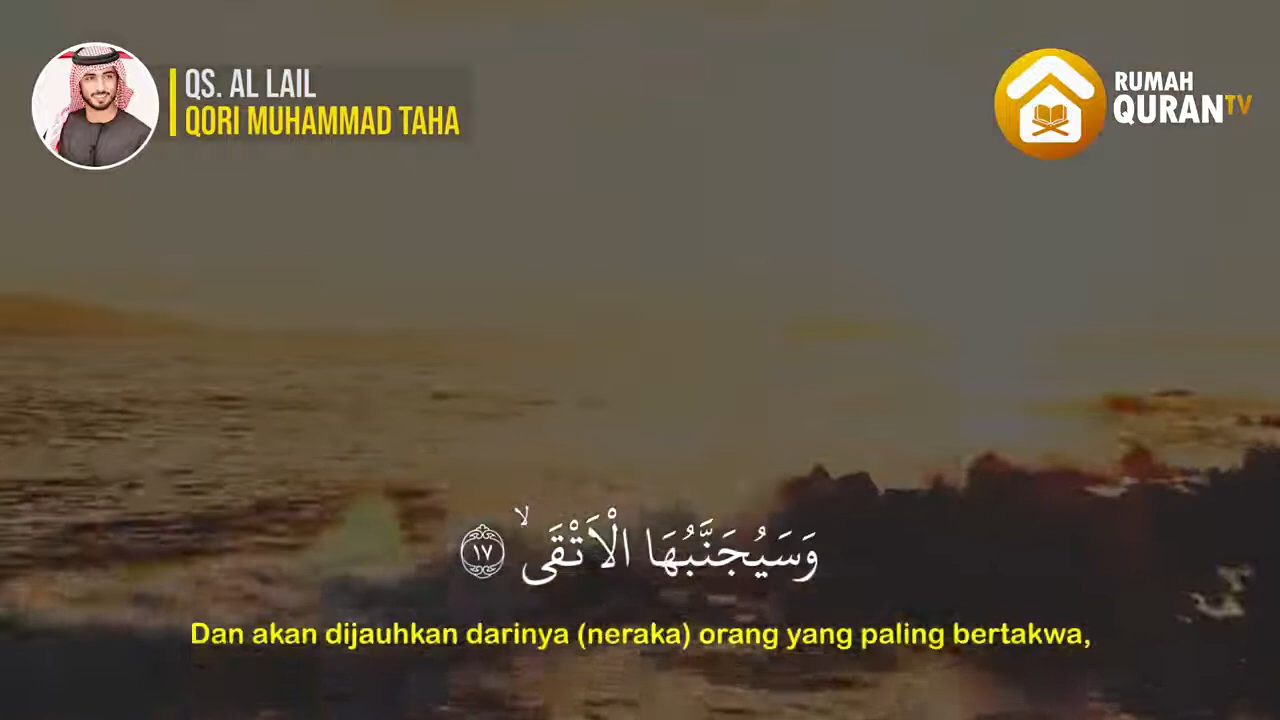 QS. AL LAIL
QORI MUHAMMAD TAHA
RUMAH
QURANTV
وَسَيُجَنَّبُهَا الْاَتْقَىۙ ١٧
Dan akan dijauhkan darinya (neraka) orang yang paling bertakwa,